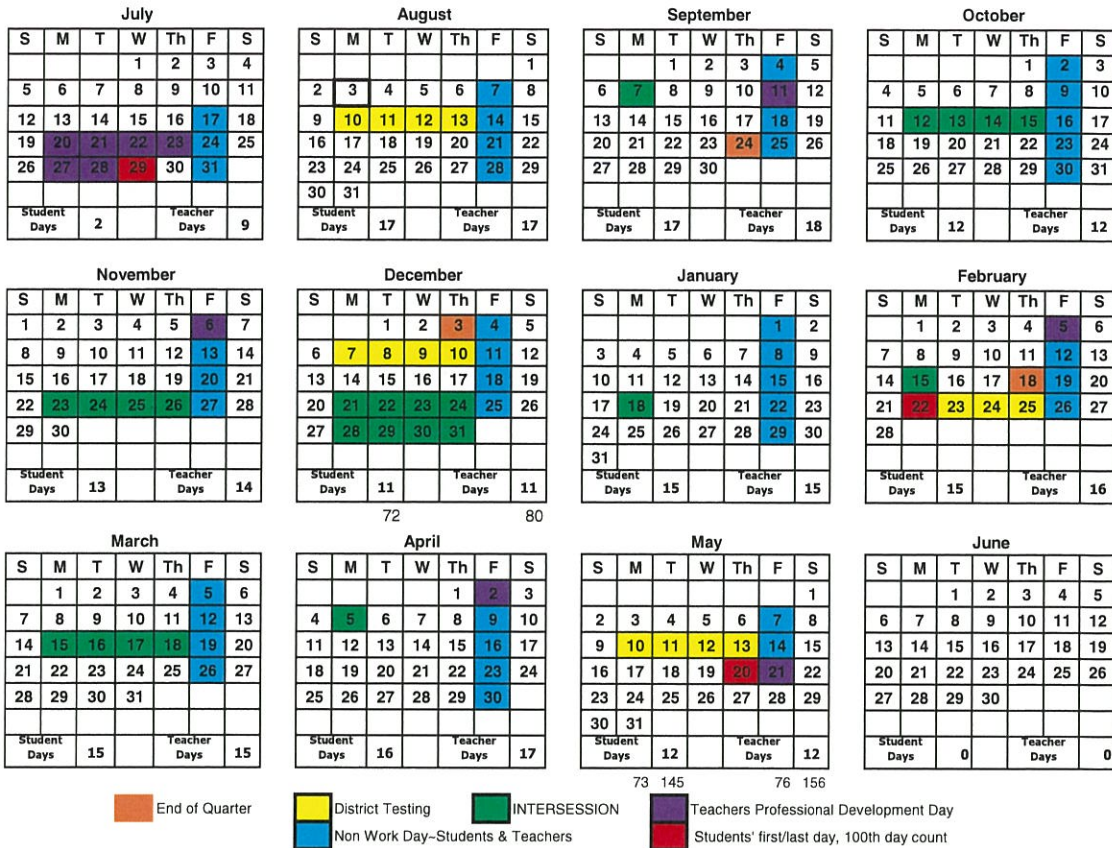 July August September October
S M T W Th F S S M T W Th F S S M T W Th F S S M T W Th F S
1 2 3 4 1 1 2 3 4 5 1 2 3
5 6 7 8 9 10 11 2 3 4 5 6 7 8 6 7 8 9 10 11 12 4 5 6 7 8 9 10
12 13 14 15 16 17 18 9 10 11 12 13 14 15 13 14 15 16 17 18 19 11 12 13 14 15 16 17
19 20 21 22 23 24 25 16 17 18 19 20 21 22 20 21 22 23 24 25 26 18 19 20 21 22 23 24
26 27 28 29 30 31 23 24 25 26 27 28 29 27 28 29 30 25 26 27 28 29 30 31
30 31
Student Days 2 Teacher Days 9 Student Days 17 Teacher Days 17 Student Days 17 Teacher Days 18 Student Days 12 Teacher Days 12
November December January February
S M T W Th F S S M T W Th F S S M T W Th F S S M T W Th F S
1 2 3 4 5 6 7 1 2 3 4 5 1 2 1 2 3 4 5 6
8 9 10 11 12 13 14 6 7 8 9 10 11 12 3 4 5 6 7 8 9 7 8 9 10 11 12 13
15 16 17 18 19 20 21 13 14 15 16 17 18 19 10 11 12 13 14 15 16 14 15 16 17 18 19 20
22 23 24 25 26 27 28 20 21 22 23 24 25 26 17 18 19 20 21 22 23 21 22 23 24 25 26 27
29 30 27 28 29 30 31 24 25 26 27 28 29 30 28
31
Student Days 13 Teacher Days 14 Student Days 11 Teacher Days 11 Student Days 15 Teacher Days 15 Student Days 15 Teacher Days 16
72 80
March April May June
S M T W Th F S S M T W Th F S S M T W Th F S S M T W Th F S
1 2 3 4 5 6 1 2 3 1 1 2 3 4 5
7 8 9 10 11 12 13 4 5 6 7 8 9 10 2 3 4 5 6 7 8 6 7 8 9 10 11 12
14 15 16 17 18 19 20 11 12 13 14 15 16 17 9 10 11 12 13 14 15 13 14 15 16 17 18 19
21 22 23 24 25 26 27 18 19 20 21 22 23 24 16 17 18 19 20 21 22 20 21 22 23 24 25 26
28 29 30 31 25 26 27 28 29 30 23 24 25 26 27 28 29 27 28 29 30
30 31
Student Days 15 Teacher Days 15 Student Days 16 Teacher Days 17 Student Days 12 Teacher Days 12 Student Days 0 Teacher Days 0
73 145 76 156
End of Quarter District Testing INTERSESSION Teachers Professional Development Day
Non Work Day~Students & Teachers Students' first/last day, 100th day count